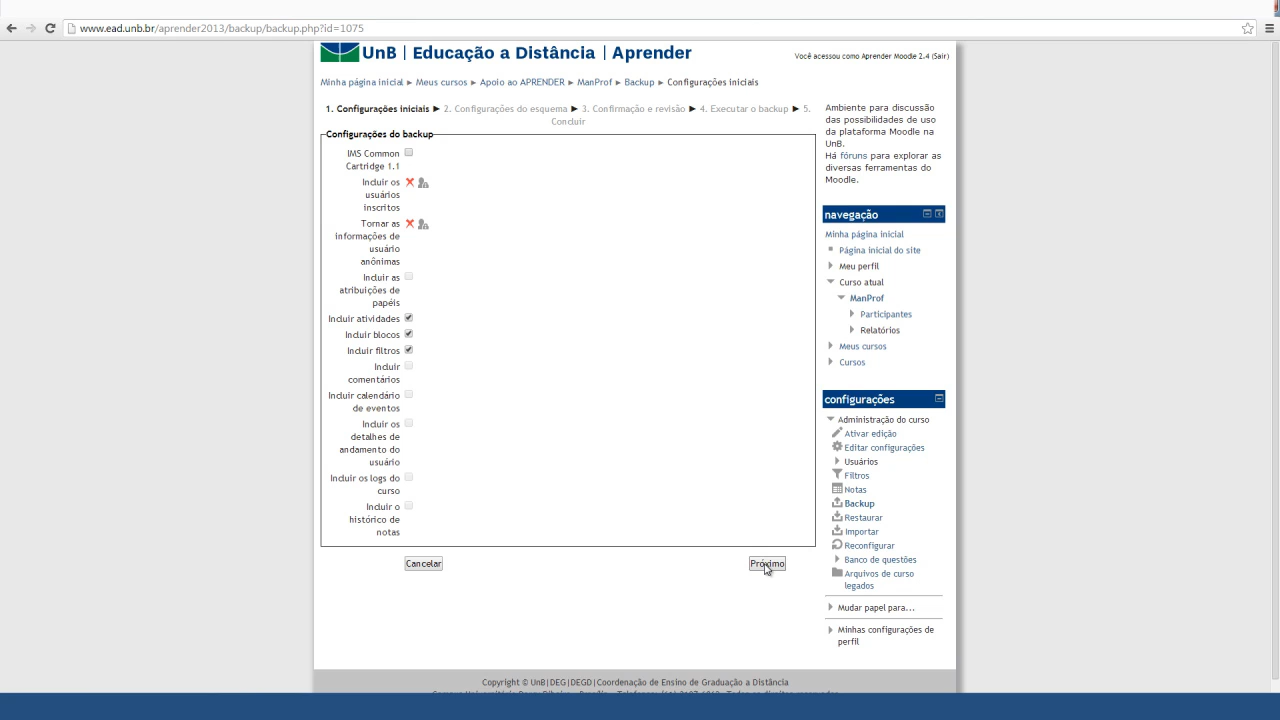 www.ead.unb.br/aprender2013/backup/backup.php?id=1075
UnB | Educação a Distância | Aprender
Você acessou como Aprender Moodle 2.4 (Sair)
Minha página inicial ► Meus cursos ► Apoio ao APRENDER ► ManProf ► Backup ► Configurações iniciais
1. Configurações iniciais ► 2. Configurações do esquema ► 3. Confirmação e revisão ► 4. Executar o backup ► 5.
Concluir
Configurações do backup
IMS Common
Cartridge 1.1
Incluir os
usuários
inscritos
Tornar as
informações de
usuário
anônimas
Incluir as
atribuições de
papéis
Incluir atividades
Incluir blocos
Incluir filtros
Incluir
comentários
Incluir calendário
de eventos
Incluir os
detalhes de
andamento do
usuário
Incluir os logs do
curso
Incluir o
histórico de
notas
Cancelar
Próximo
Ambiente para discussão
das possibilidades de uso
da plataforma Moodle na
UnB.
Há fóruns para explorar as
diversas ferramentas do
Moodle.
navegação
Minha página inicial
Página inicial do site
Meu perfil
Curso atual
ManProf
Participantes
Relatórios
Meus cursos
Cursos
configurações
Administração do curso
Ativar edição
Editar configurações
Usuários
Filtros
Notas
Backup
Restaurar
Importar
Reconfigurar
Banco de questões
Arquivos de curso
legados
Mudar papel para...
Minhas configurações de
perfil
Copyright © UnB|DEG|DEGD|Coordenação de Ensino de Graduação a Distância